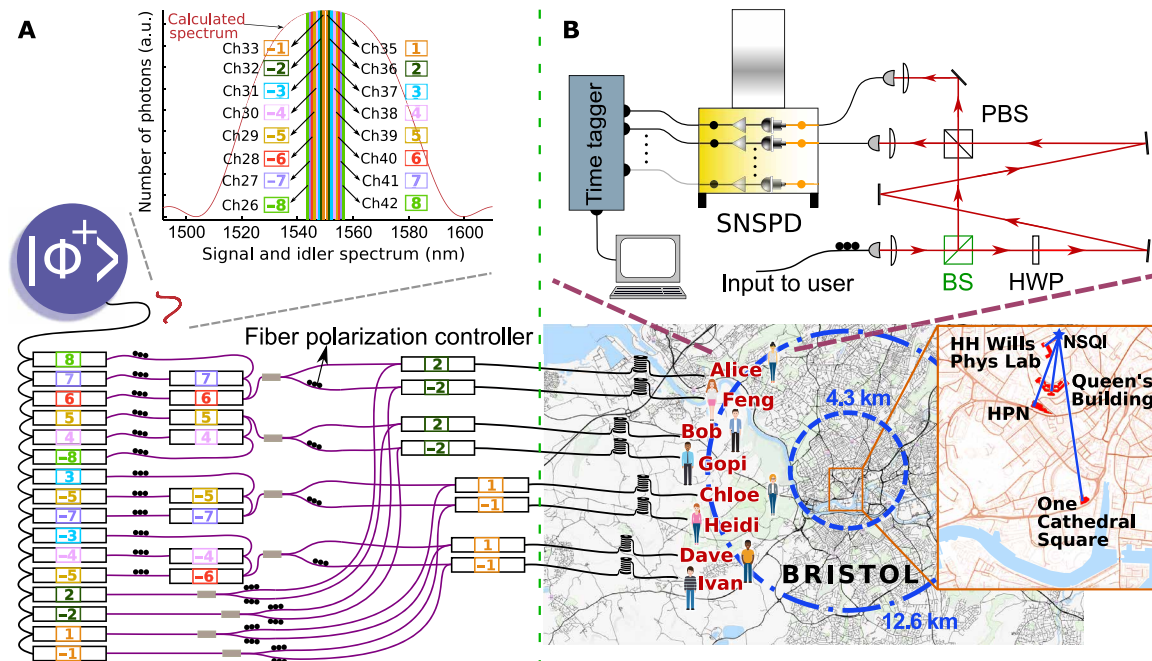 A
Calculated
spectrum
Number of photons (a.u.)
Ch33 −1
Ch32 −2
Ch31 −3
Ch30 −4
Ch29 −5
Ch28 −6
Ch27 −7
Ch26 −8
Ch35 1
Ch36 2
Ch37 3
Ch38 4
Ch39 5
Ch40 6
Ch41 7
Ch42 8
1500 1520 1540 1560 1580 1600
Signal and idler spectrum (nm)
|Φ⁺>
Fiber polarization controller
8
7
6
5
4
−8
3
−5
−7
−3
−4
−5
2
−2
1
−1
7
6
4
−5
−7
−4
−6
2
−2
2
−2
1
−1
1
−1
B
Time tagger
SNSPD
PBS
Input to user
BS
HWP
Alice
Feng
Bob
Gopi
Chloe
Heidi
Dave
Ivan
4.3 km
BRISTOL
12.6 km
HH Wills
Phys Lab
NSQI
Queen's
Building
HPN
One
Cathedral
Square